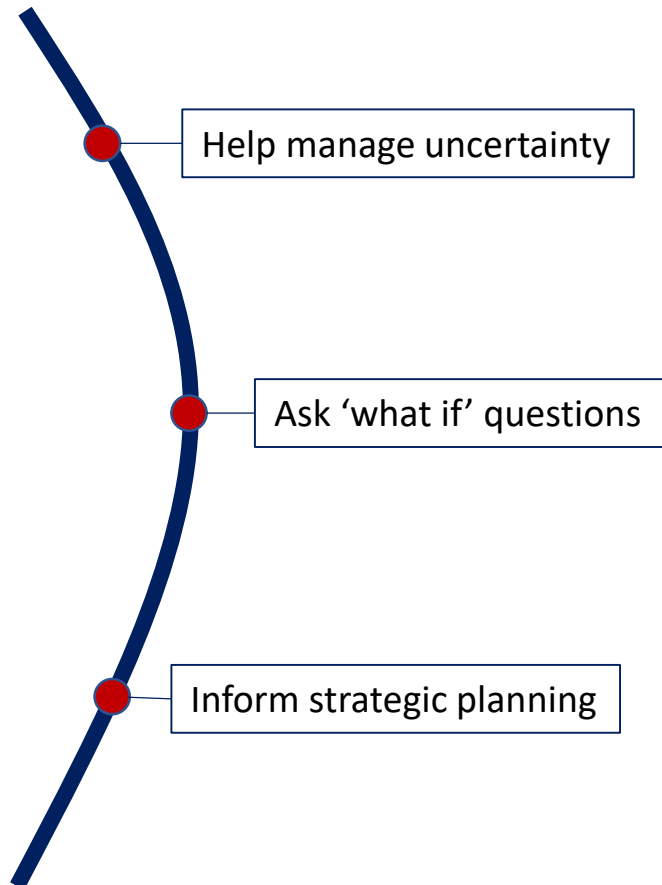 Help manage uncertainty
Ask ‘what if’ questions
Inform strategic planning